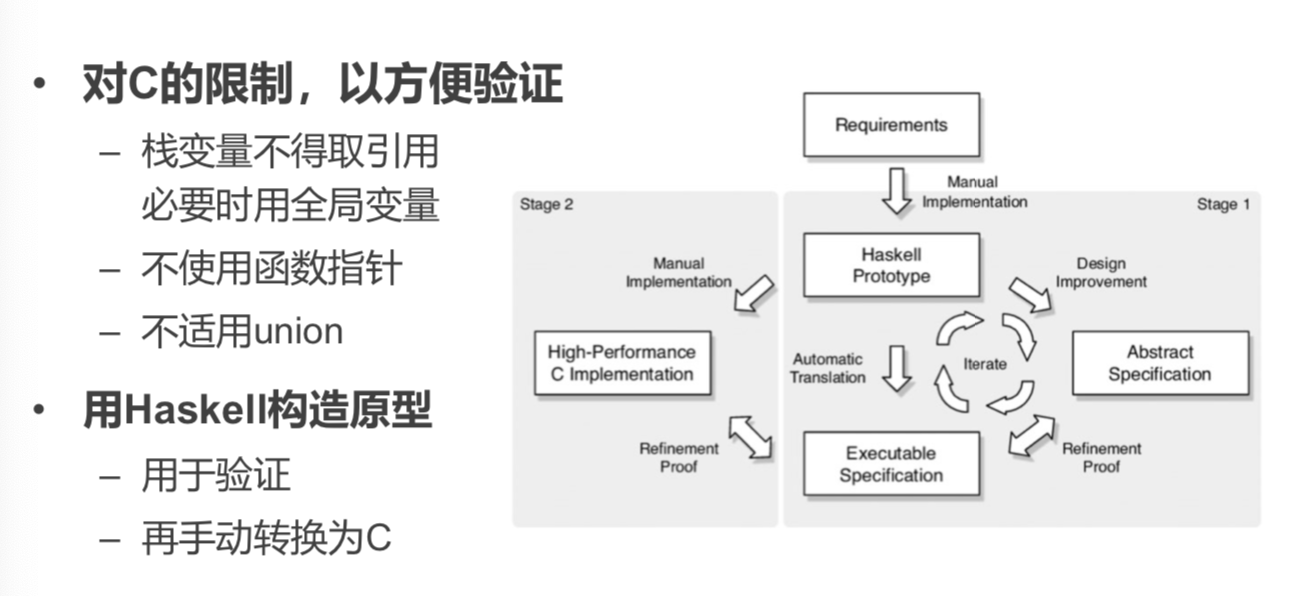 • 对C的限制，以方便验证
– 栈变量不得取引用
必要时用全局变量
– 不使用函数指针
– 不适用union
• 用Haskell构造原型
– 用于验证
– 再手动转换为C
Requirements
Manual
Implementation
Stage 2
Stage 1
Haskell
Prototype
Manual
Implementation
Design
Improvement
High-Performance
C Implementation
Automatic
Translation
Iterate
Abstract
Specification
Refinement
Proof
Executable
Specification
Refinement
Proof